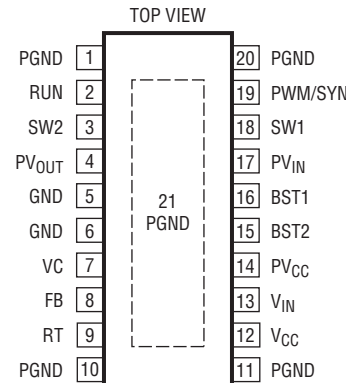 TOP VIEW
PGND 1
RUN 2
SW2 3
PVOUT 4
GND 5
GND 6
VC 7
FB 8
RT 9
PGND 10
21
PGND
20 PGND
19 PWM/SYN
18 SW1
17 PVIN
16 BST1
15 BST2
14 PVCC
13 VIN
12 VCC
11 PGND